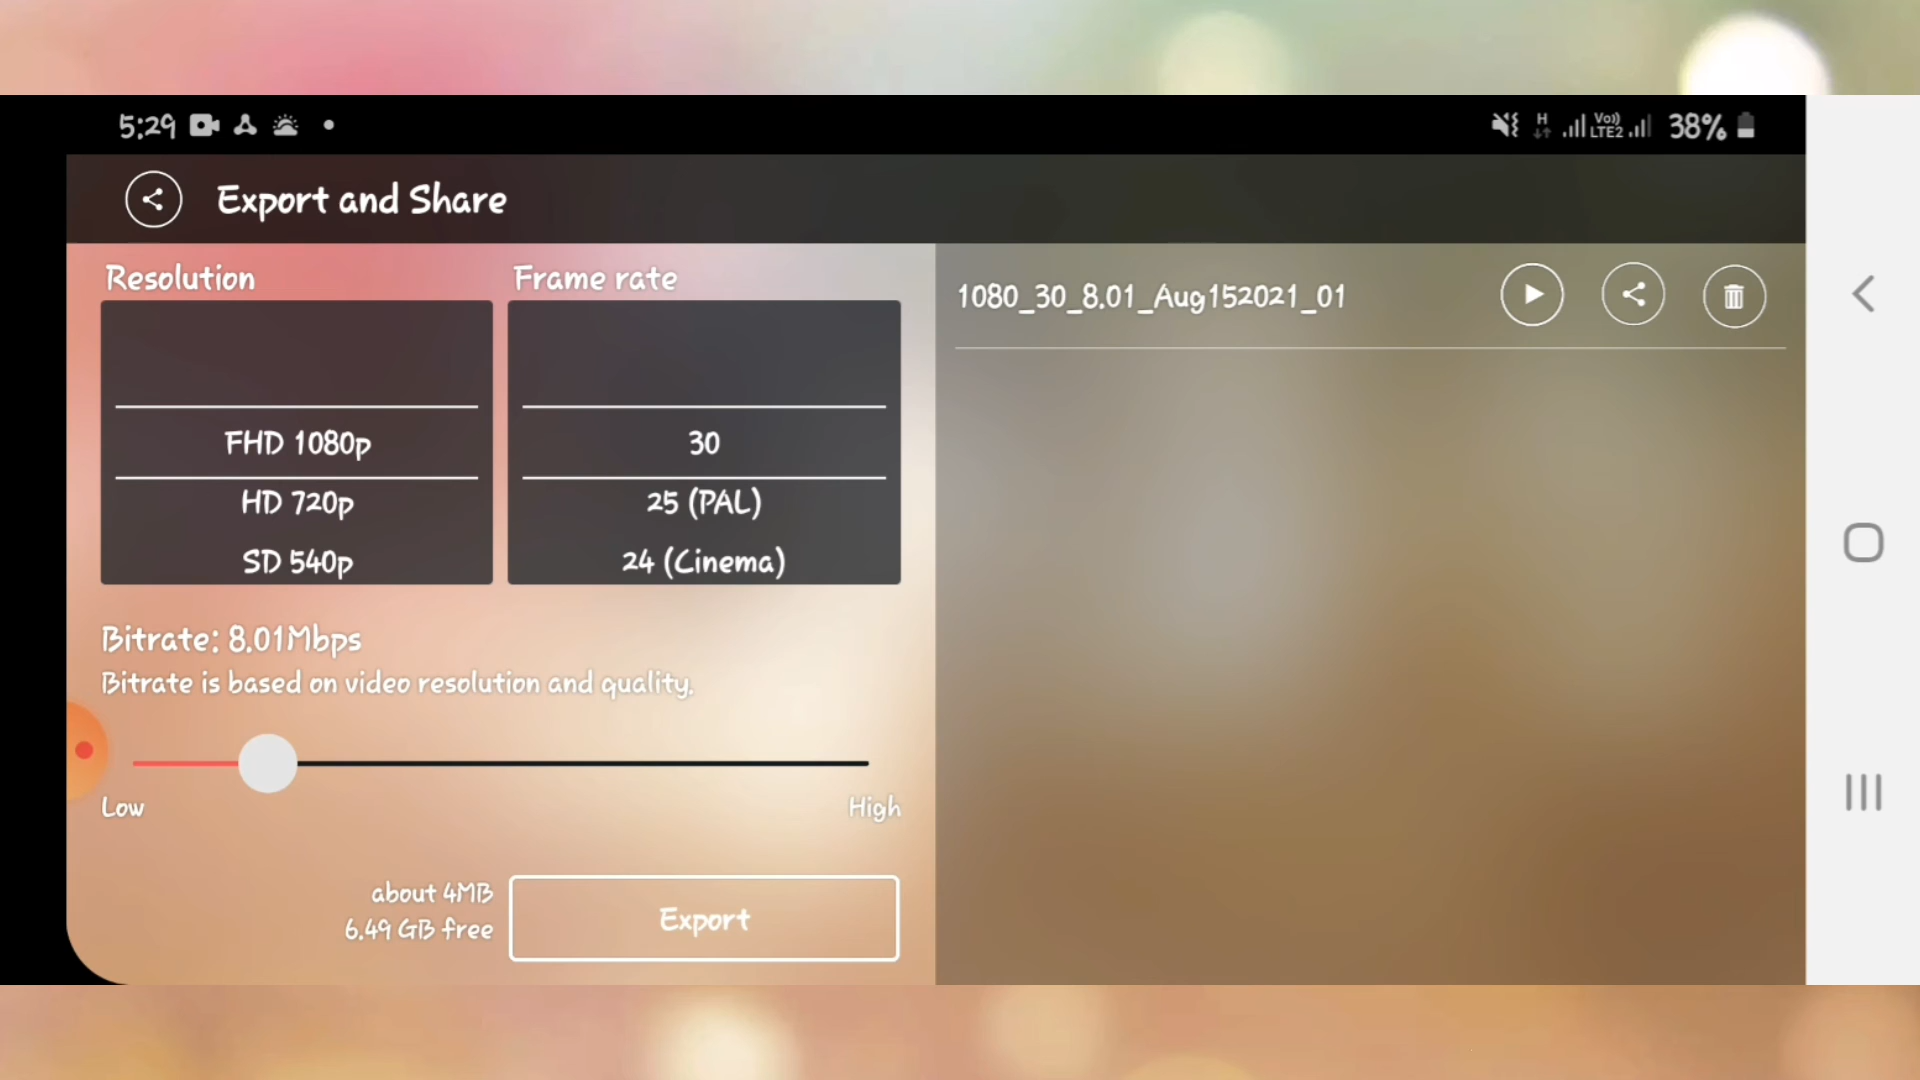 5:29
H Vo)) LTE2 38%
Export and Share
Resolution
Frame rate
FHD 1080p
HD 720p
SD 540p
30
25 (PAL)
24 (Cinema)
Bitrate: 8.01Mbps
Bitrate is based on video resolution and quality.
Low
High
about 4MB
6.49 GB free
Export
1080_30_8.01_Aug152021_01